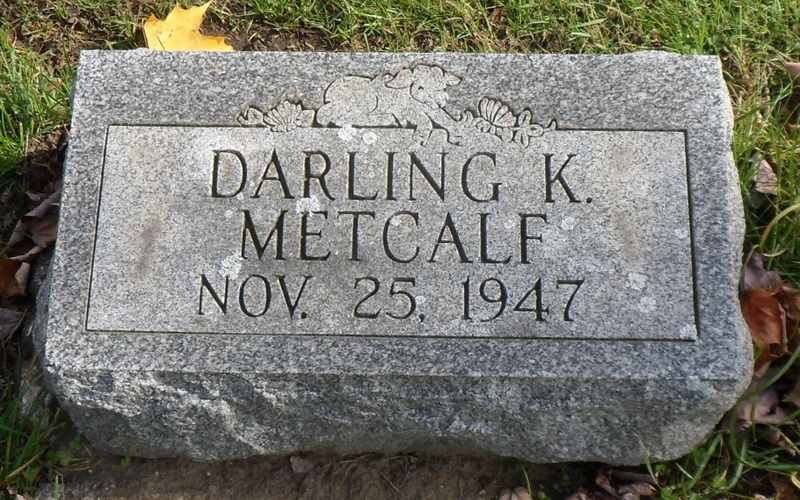 DARLING K.
METCALF
NOV. 25, 1947